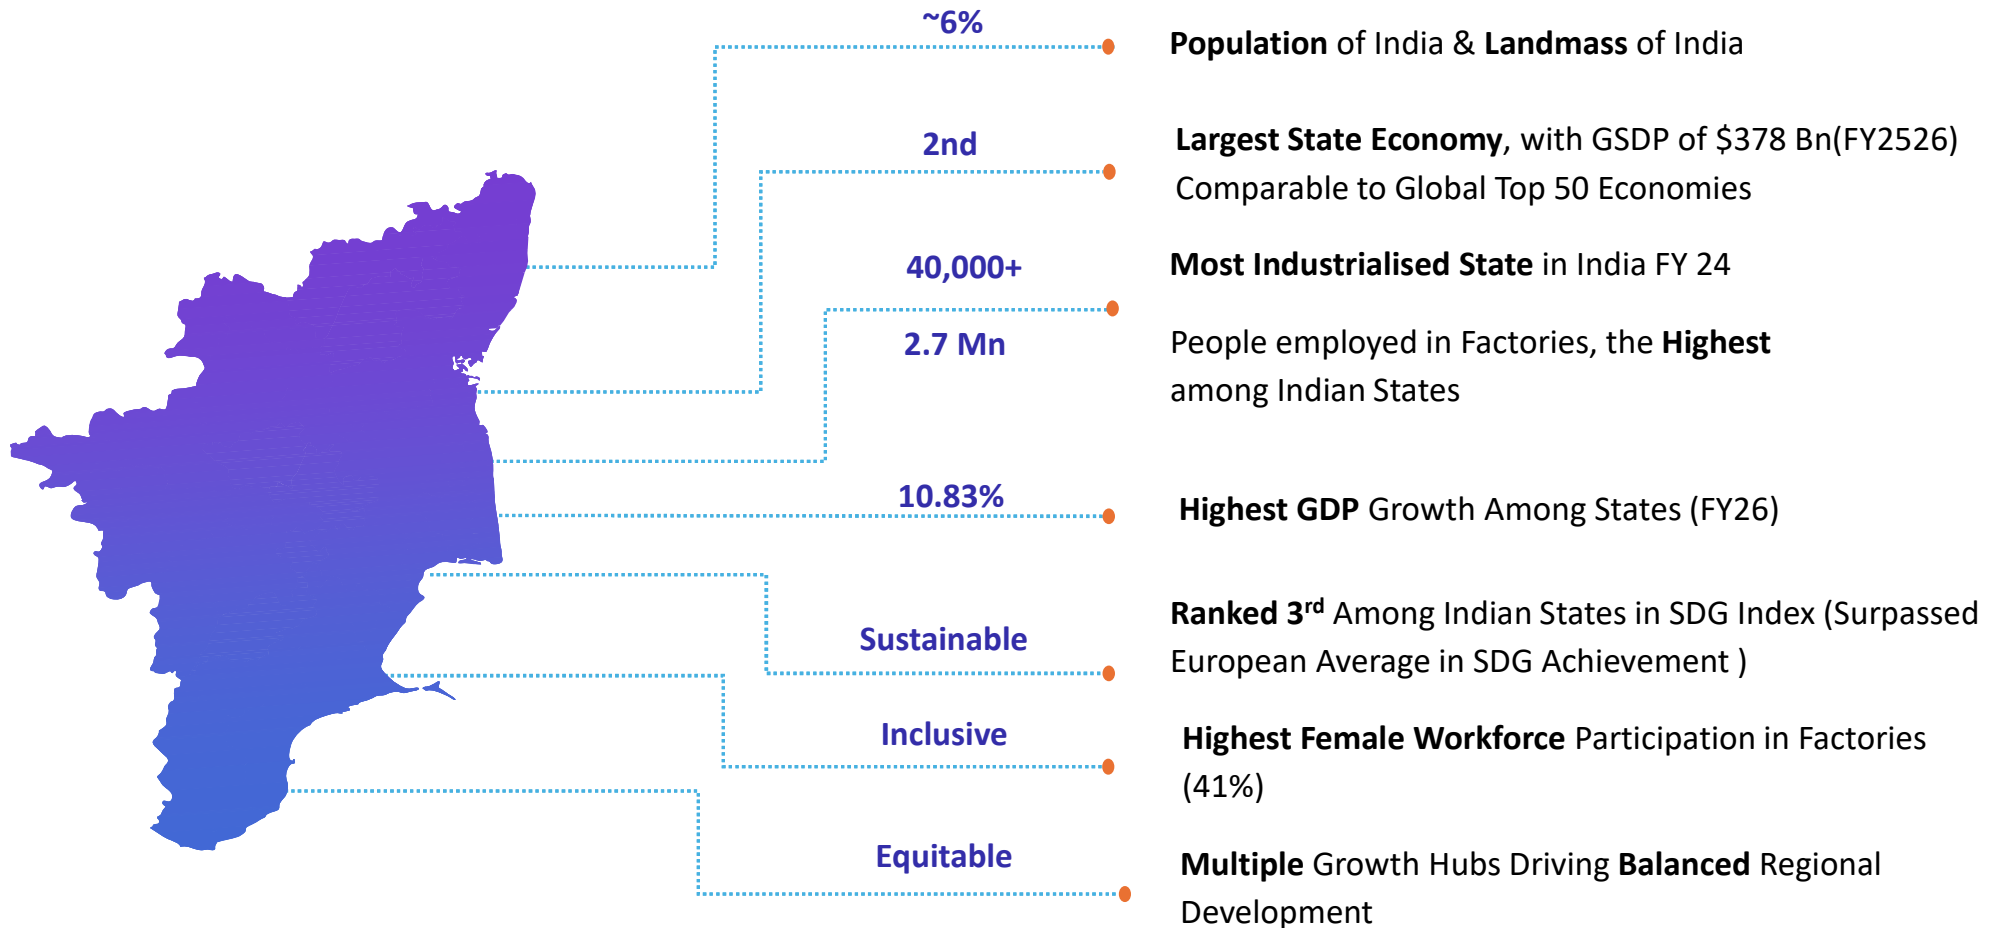 ~6%
Population of India & Landmass of India
2nd
Largest State Economy, with GSDP of $378 Bn(FY2526)
Comparable to Global Top 50 Economies
40,000+
Most Industrialised State in India FY 24
2.7 Mn
People employed in Factories, the Highest
among Indian States
10.83%
Highest GDP Growth Among States (FY26)
Sustainable
Ranked 3rd Among Indian States in SDG Index (Surpassed
European Average in SDG Achievement )
Inclusive
Highest Female Workforce Participation in Factories
(41%)
Equitable
Multiple Growth Hubs Driving Balanced Regional
Development